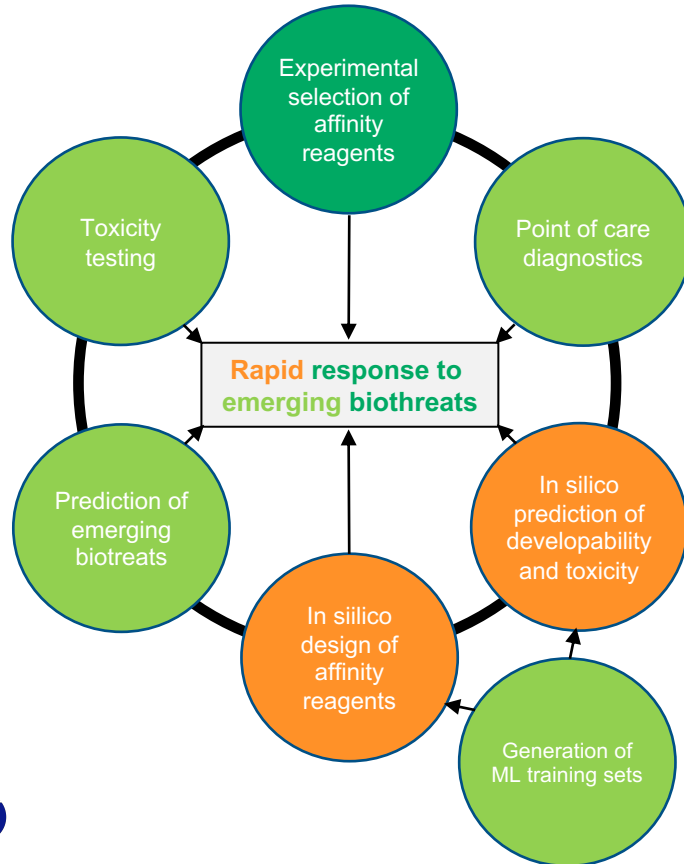 Experimental
selection of
affinity
reagents
Toxicity
testing
Point of care
diagnostics
Rapid response to
emerging biothreats
Prediction of
emerging
biotreats
In silico
prediction of
developability
and toxicity
In siilico
design of
affinity
reagents
Generation of
ML training sets